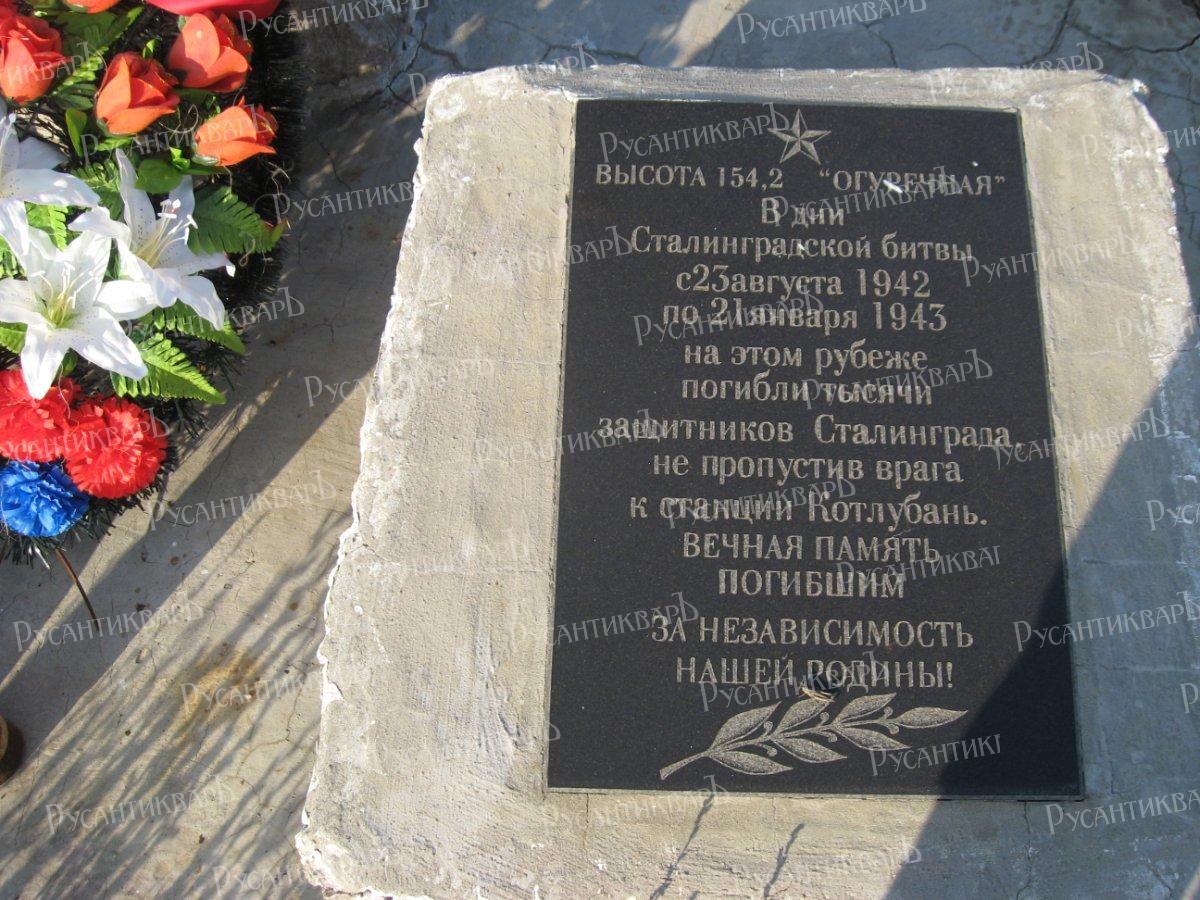 ВЫСОТА 154,2 "ОГУРЕЧНАЯ"
В дни
Сталинградской битвы
с23августа 1942
по 21января 1943
на этом рубеже
погибли тысячи
защитников Сталинграда,
не пропустив врага
к станции Котлубань.
ВЕЧНАЯ ПАМЯТЬ
ПОГИБШИМ
ЗА НЕЗАВИСИМОСТЬ
НАШЕЙ РОДИНЫ!
РусАнтикварЪ